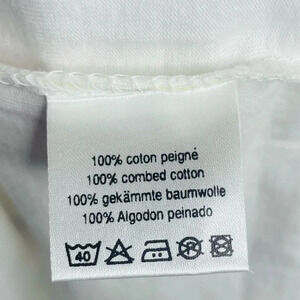 100% coton peigné
100% combed cotton
100% gekämmte baumwolle
100% Algodon peinado
40